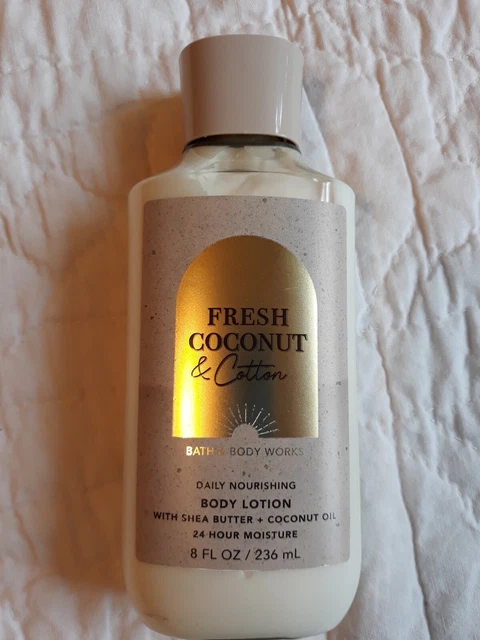 FRESH
COCONUT
& Cotton
BATH & BODY WORKS
DAILY NOURISHING
BODY LOTION
WITH SHEA BUTTER + COCONUT OIL
24 HOUR MOISTURE
8 FL OZ / 236 mL